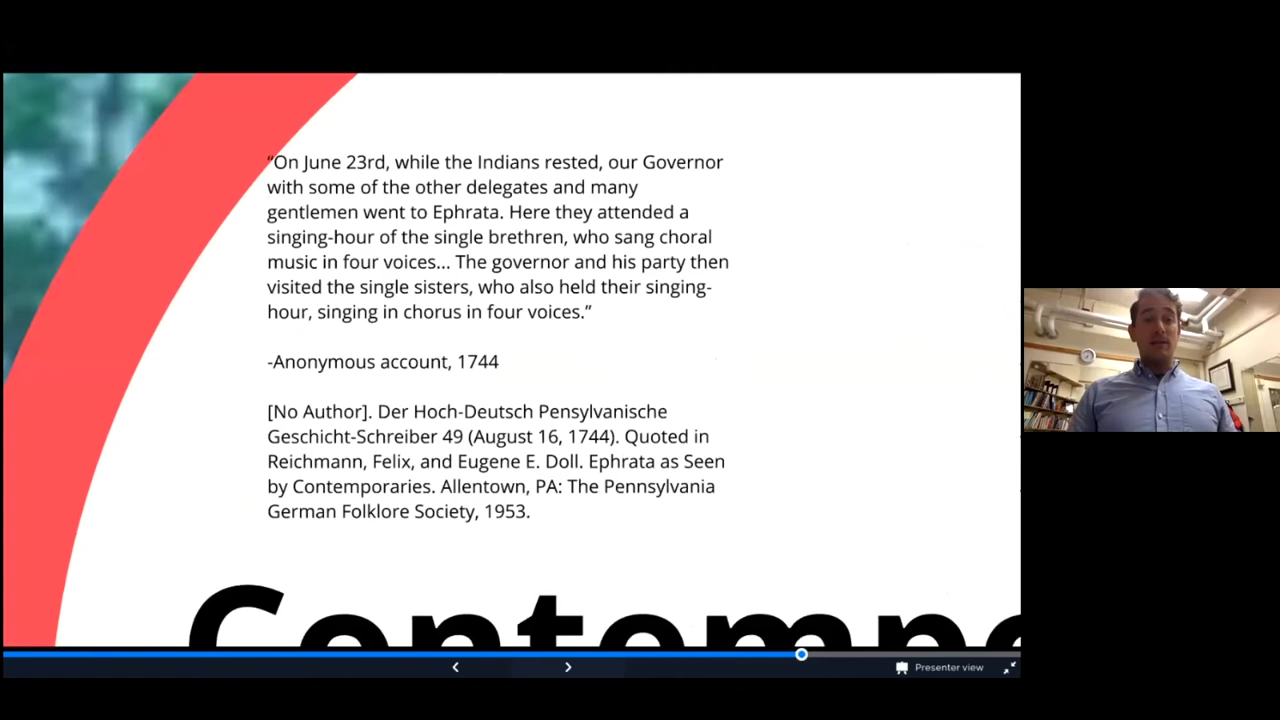 “On June 23rd, while the Indians rested, our Governor
with some of the other delegates and many
gentlemen went to Ephrata. Here they attended a
singing-hour of the single brethren, who sang choral
music in four voices... The governor and his party then
visited the single sisters, who also held their singing-
hour, singing in chorus in four voices.”
-Anonymous account, 1744
[No Author]. Der Hoch-Deutsch Pensylvanische
Geschicht-Schreiber 49 (August 16, 1744). Quoted in
Reichmann, Felix, and Eugene E. Doll. Ephrata as Seen
by Contemporaries. Allentown, PA: The Pennsylvania
German Folklore Society, 1953.
Contempo
Presenter view